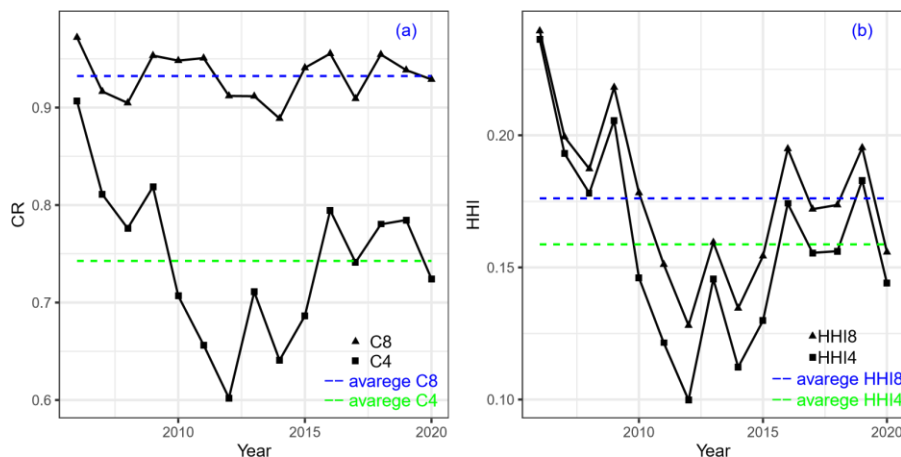 (a)
0.9
0.8
0.7
0.6
CR
C8
C4
avarege C8
avarege C4
2010
2015
2020
Year
(b)
0.20
0.15
0.10
HHI
HHI8
HHI4
avarege HHI8
avarege HHI4
2010
2015
2020
Year